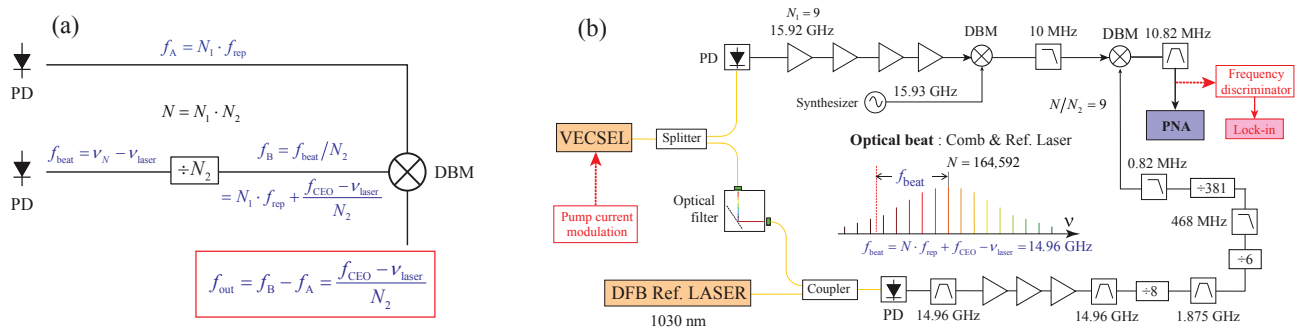 (a)
f_A = N_1 · f_rep
PD
N = N_1 · N_2
f_beat = ν_N − ν_laser
÷N_2
f_B = f_beat/N_2
= N_1 · f_rep + (f_CEO − ν_laser)/N_2
DBM
PD
f_out = f_B − f_A = (f_CEO − ν_laser)/N_2
(b)
N_1 = 9
15.92 GHz
PD
DBM
10 MHz
DBM
10.82 MHz
Synthesizer
15.93 GHz
N/N_2 = 9
Frequency
discriminator
PNA
Lock-in
VECSEL
Splitter
Pump current
modulation
Optical
filter
Optical beat : Comb & Ref. Laser
N = 164,592
f_beat
ν
f_beat = N · f_rep + f_CEO − ν_laser = 14.96 GHz
0.82 MHz
÷381
468 MHz
÷6
DFB Ref. LASER
1030 nm
Coupler
PD
14.96 GHz
14.96 GHz
÷8
1.875 GHz